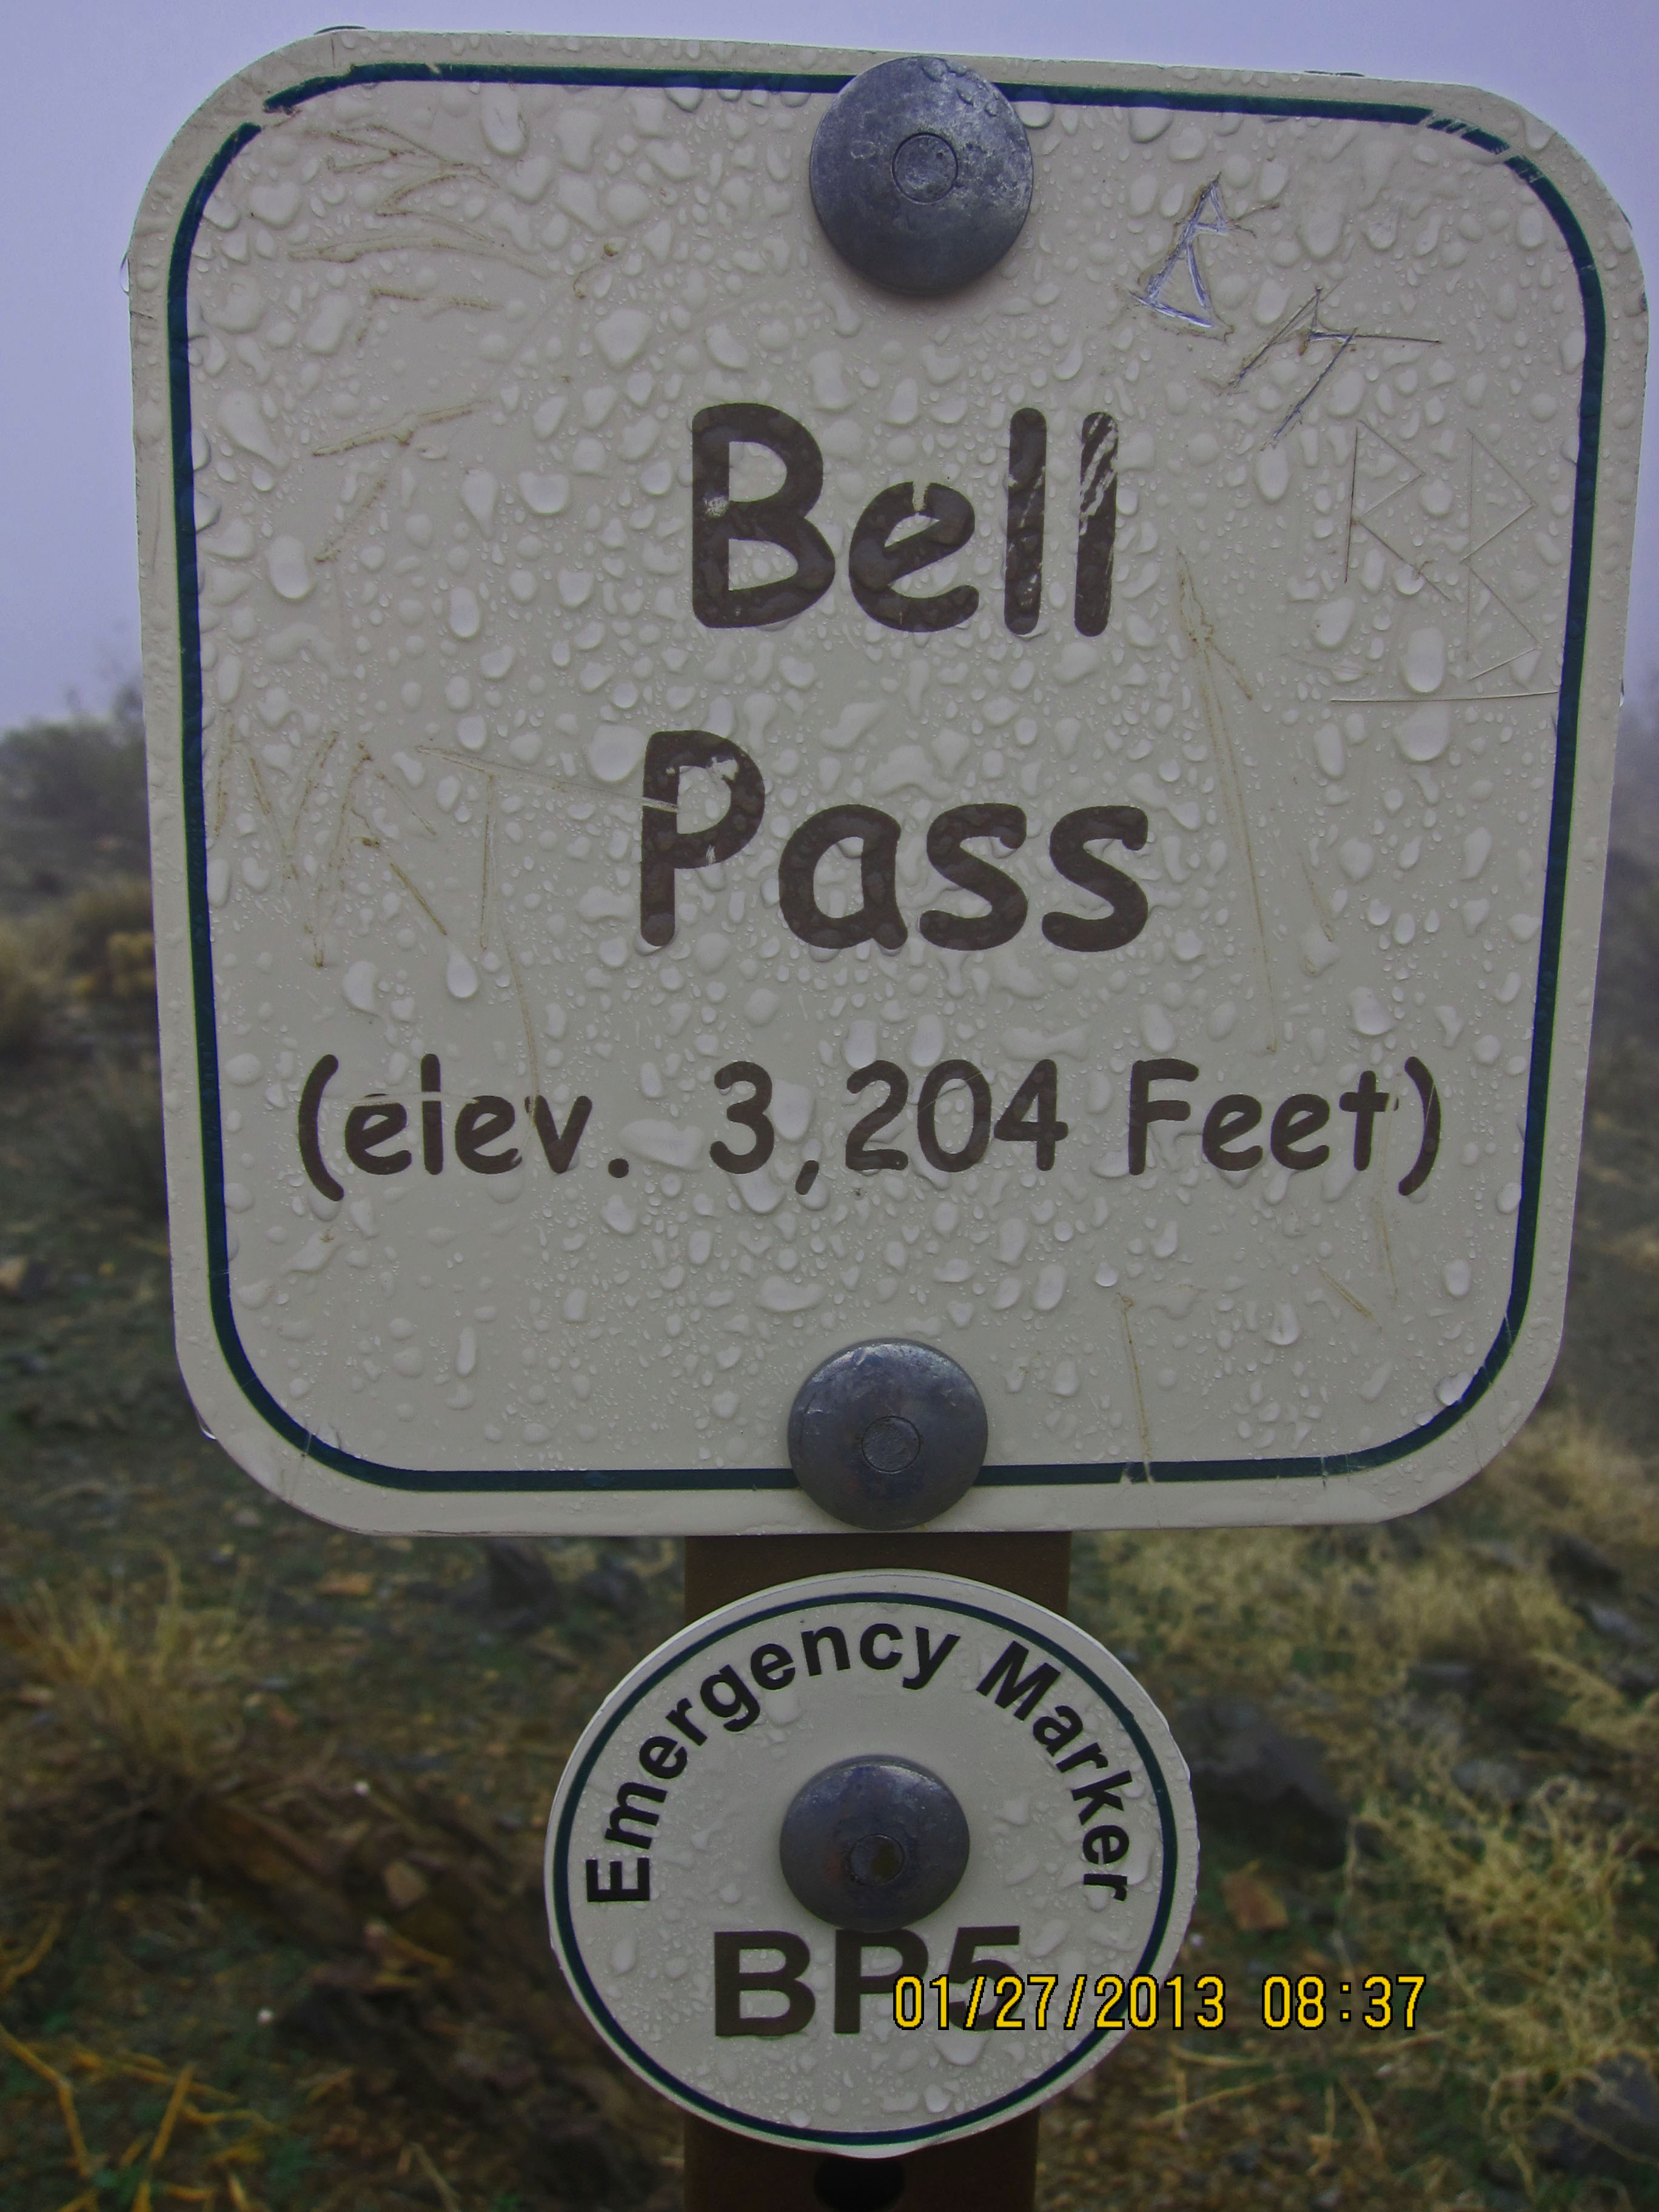 Bell
Pass
(elev. 3,204 Feet)
Emergency Marker
BP5
01/27/2013 08:37